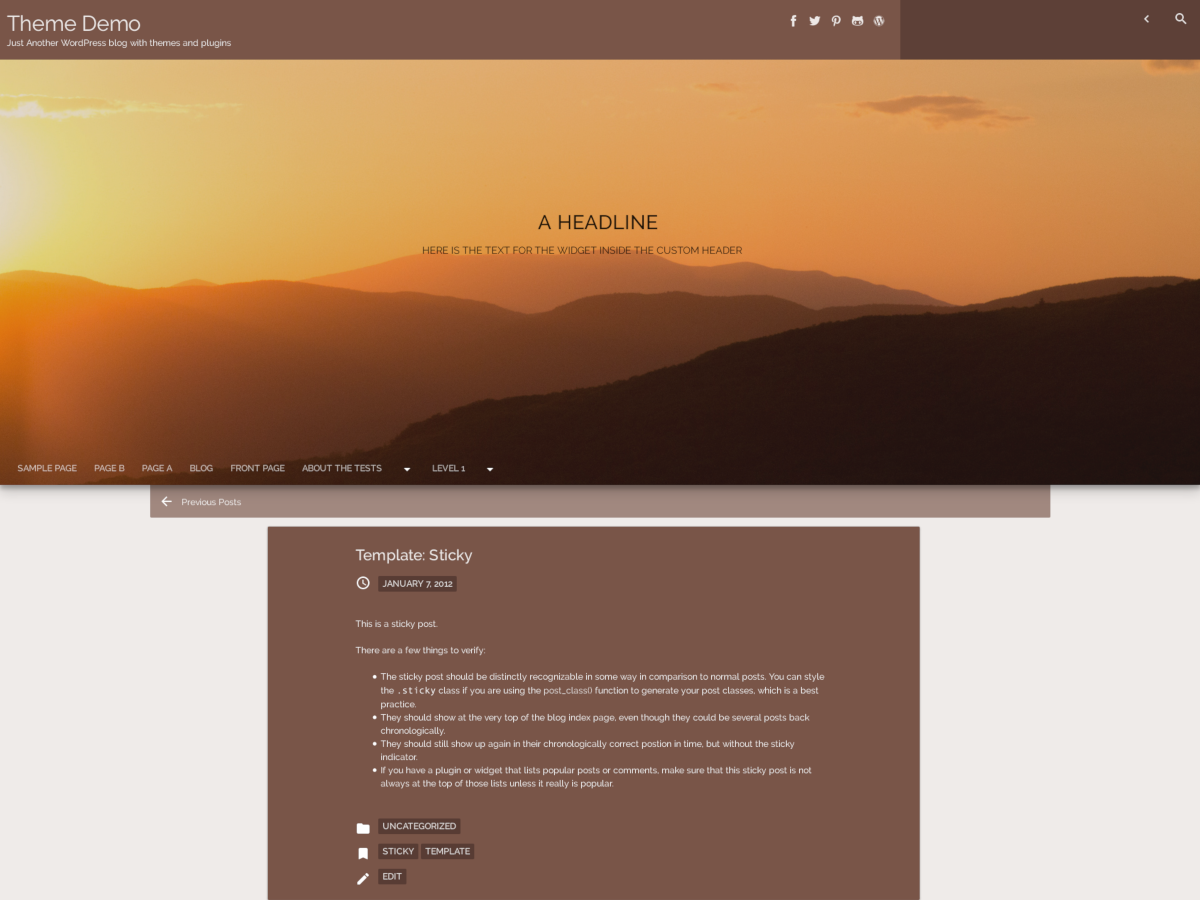 Theme Demo
Just Another WordPress blog with themes and plugins
A HEADLINE
HERE IS THE TEXT FOR THE WIDGET INSIDE THE CUSTOM HEADER
SAMPLE PAGE PAGE B PAGE A BLOG FRONT PAGE ABOUT THE TESTS LEVEL 1
Previous Posts
Template: Sticky
JANUARY 7, 2012
This is a sticky post.
There are a few things to verify:
• The sticky post should be distinctly recognizable in some way in comparison to normal posts. You can style
the .sticky class if you are using the post_class() function to generate your post classes, which is a best
practice.
• They should show at the very top of the blog index page, even though they could be several posts back
chronologically.
• They should still show up again in their chronologically correct postion in time, but without the sticky
indicator.
• If you have a plugin or widget that lists popular posts or comments, make sure that this sticky post is not
always at the top of those lists unless it really is popular.
UNCATEGORIZED
STICKY TEMPLATE
EDIT